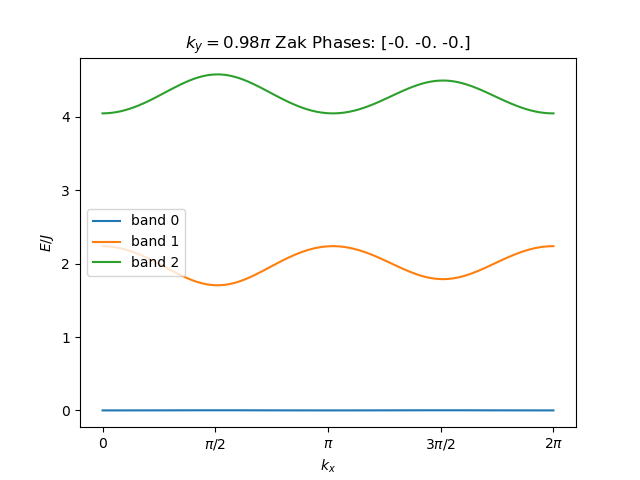 $k_y = 0.98\pi$ Zak Phases: [-0. -0. -0.]
E/J
4
3
2
1
0
band 0
band 1
band 2
0 π/2 π 3π/2 2π
$k_x$